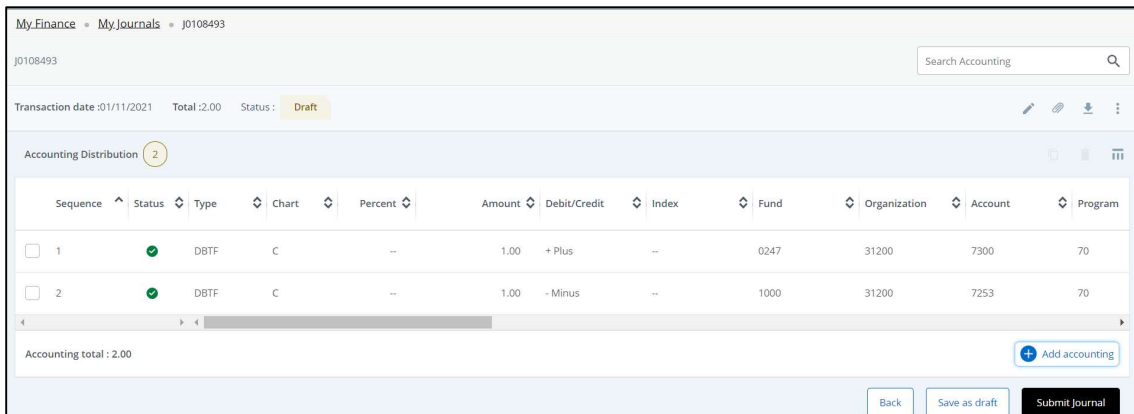 My Finance • My Journals • J0108493
J0108493 Search Accounting
Transaction date :01/11/2021 Total :2.00 Status : Draft
Accounting Distribution 2
Sequence Status Type Chart Percent Amount Debit/Credit Index Fund Organization Account Program
1 DBTF C -- 1.00 + Plus -- 0247 31200 7300 70
2 DBTF C -- 1.00 - Minus -- 1000 31200 7253 70
Accounting total : 2.00 Add accounting
Back Save as draft Submit Journal